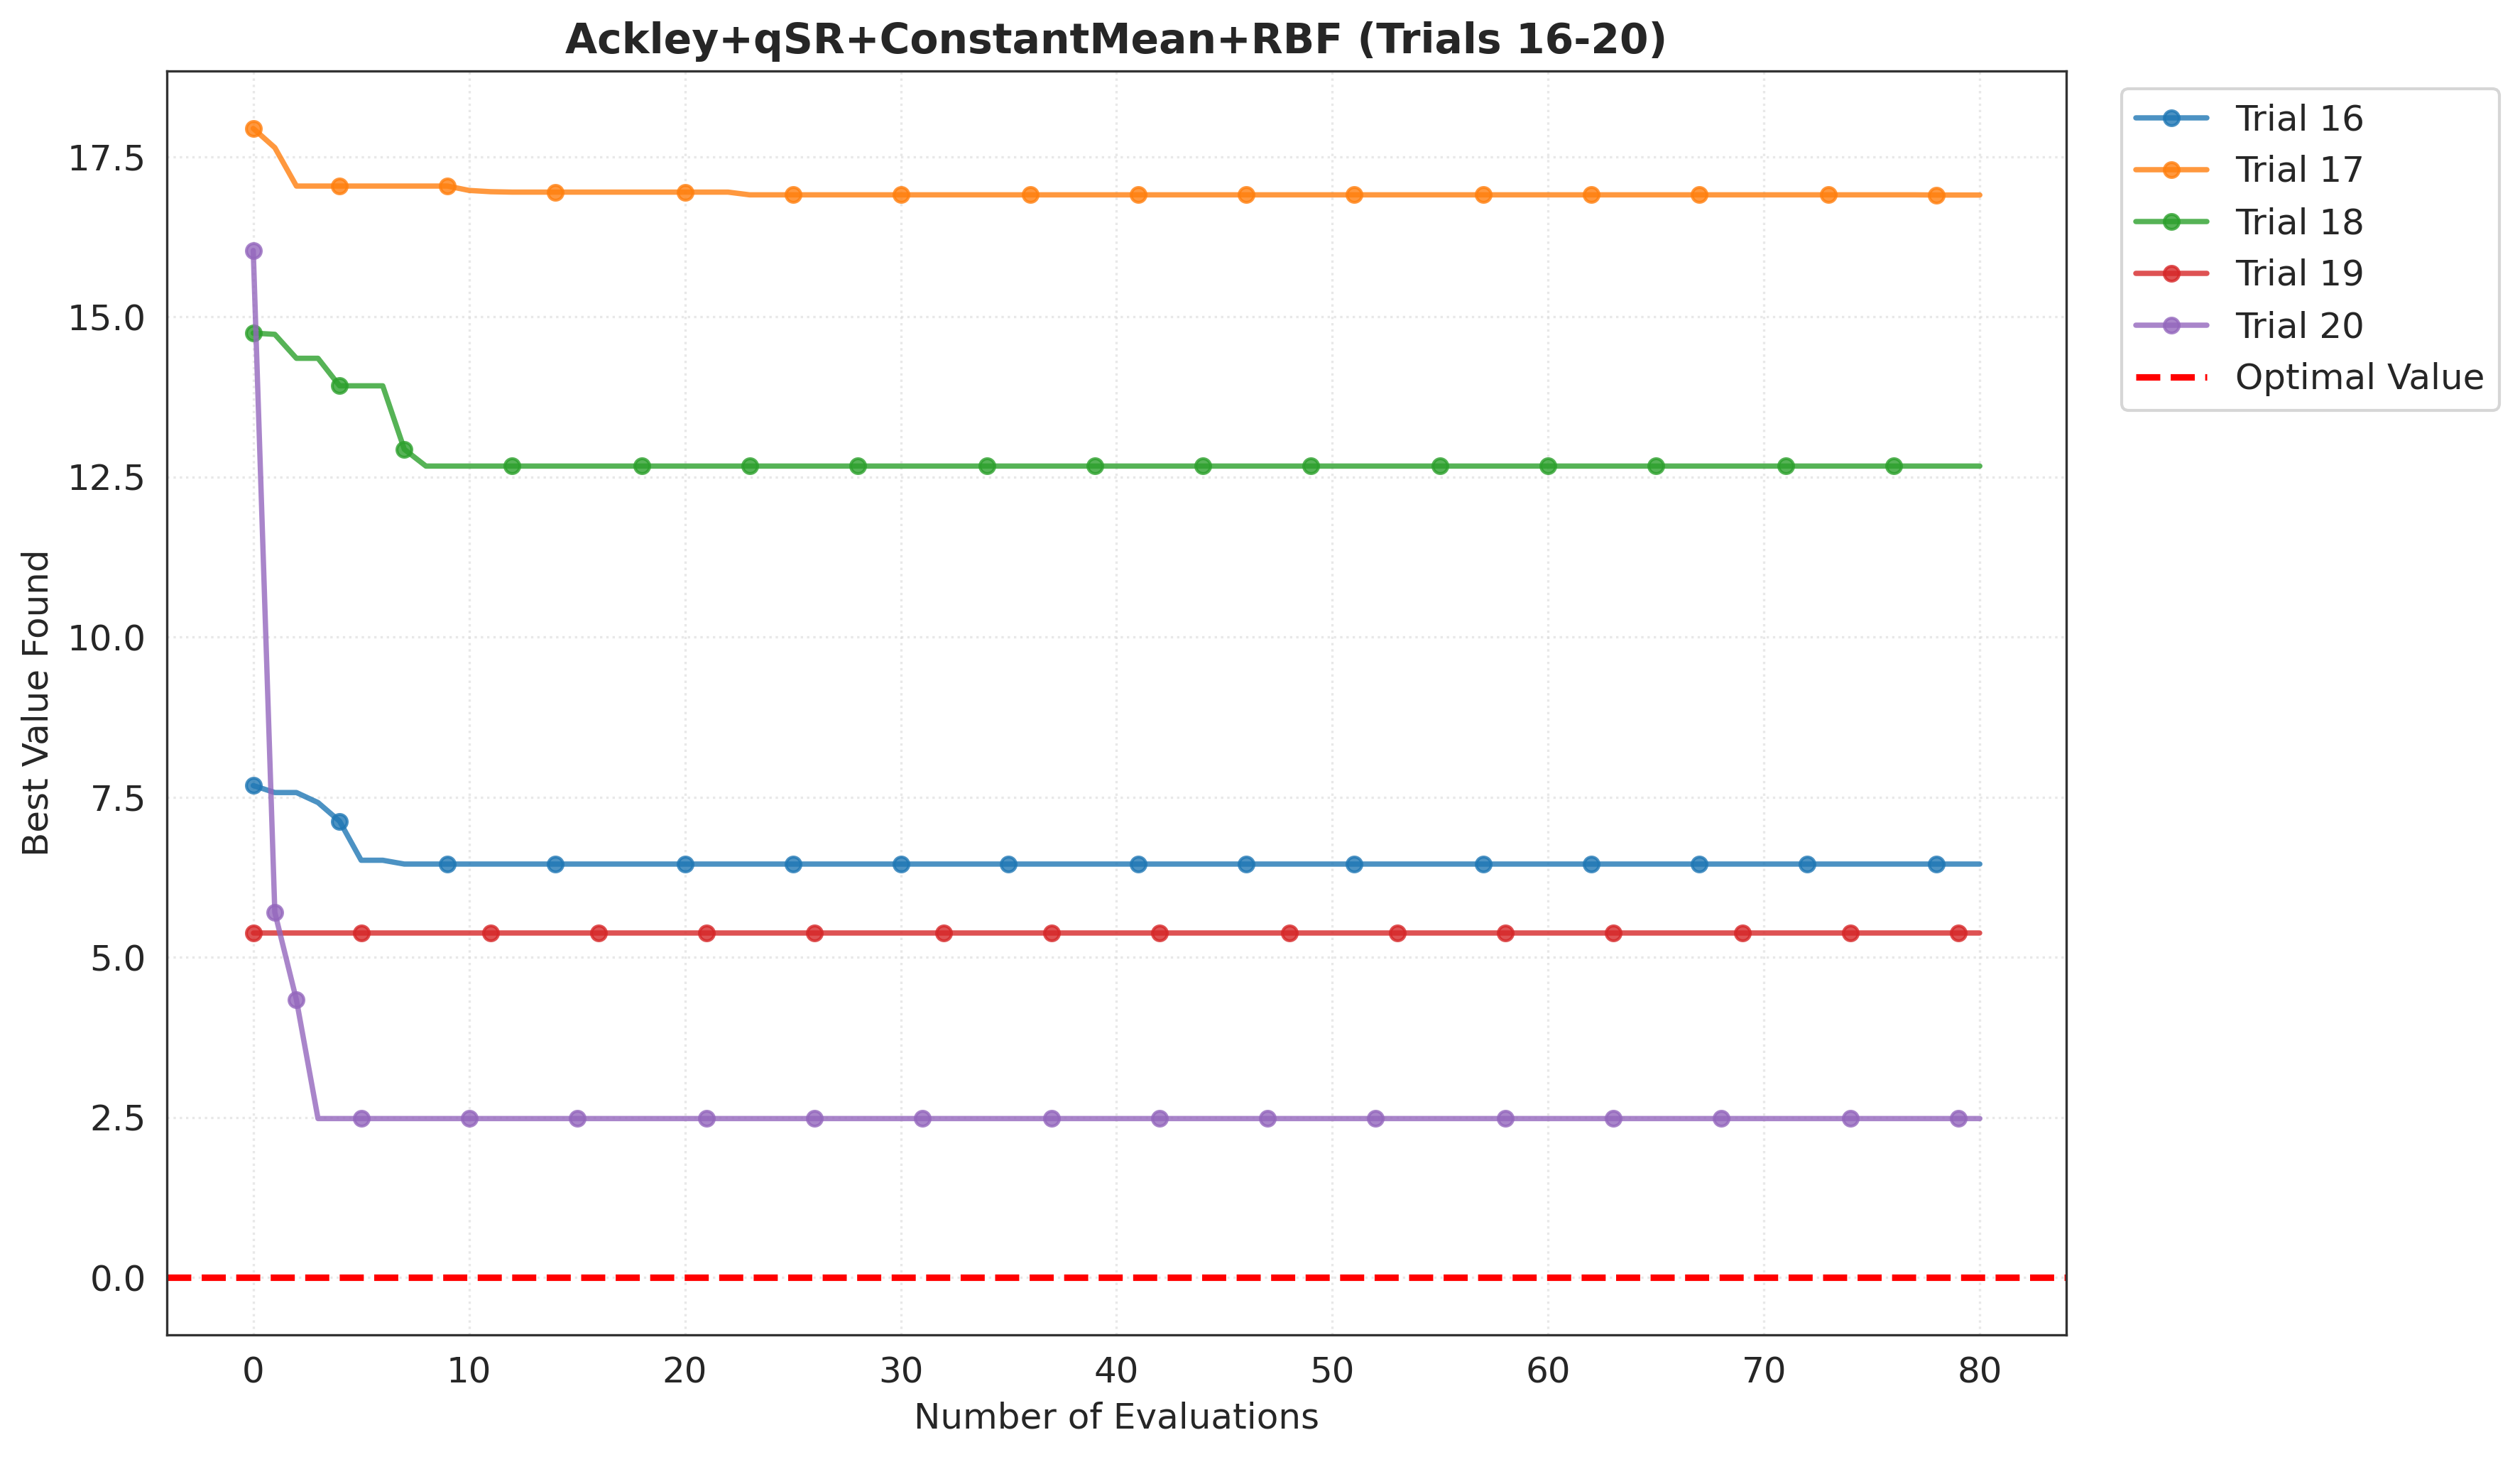 Ackley+qSR+ConstantMean+RBF (Trials 16-20)
Trial 16
Trial 17
Trial 18
Trial 19
Trial 20
Optimal Value
Best Value Found
17.5
15.0
12.5
10.0
7.5
5.0
2.5
0.0
0 10 20 30 40 50 60 70 80
Number of Evaluations